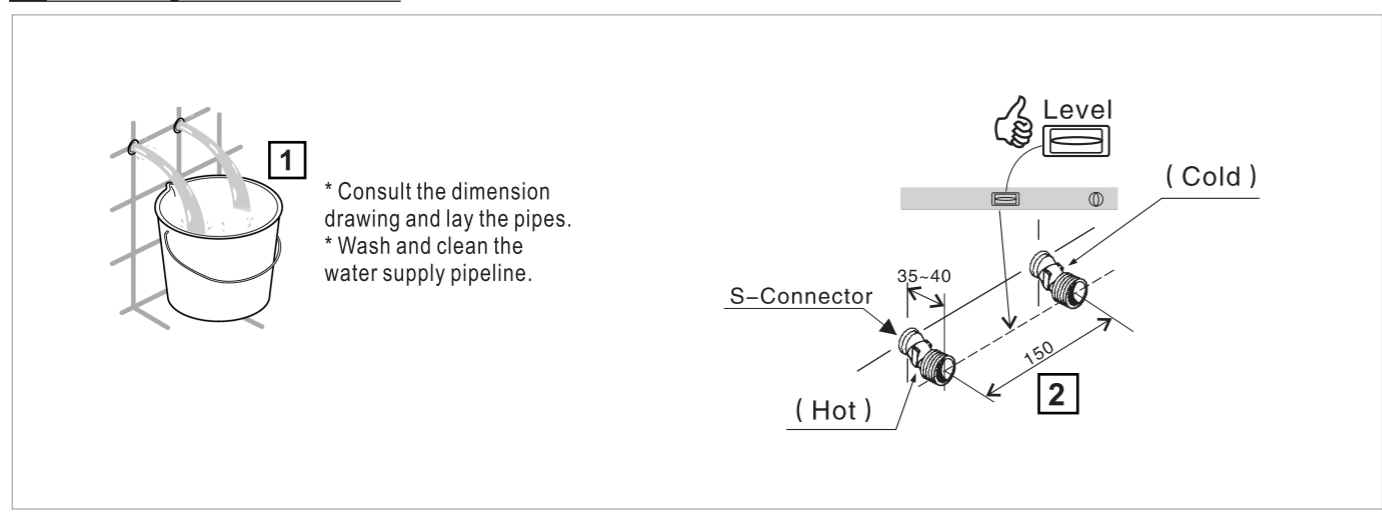 1
* Consult the dimension
drawing and lay the pipes.
* Wash and clean the
water supply pipeline.
Level
( Cold )
35~40
S–Connector
150
2
( Hot )